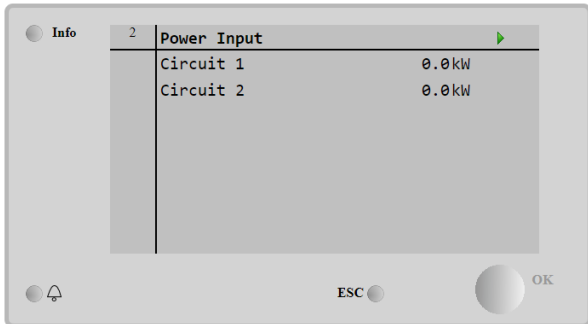 Info
2 Power Input
Circuit 1 0.0kW
Circuit 2 0.0kW
ESC
OK